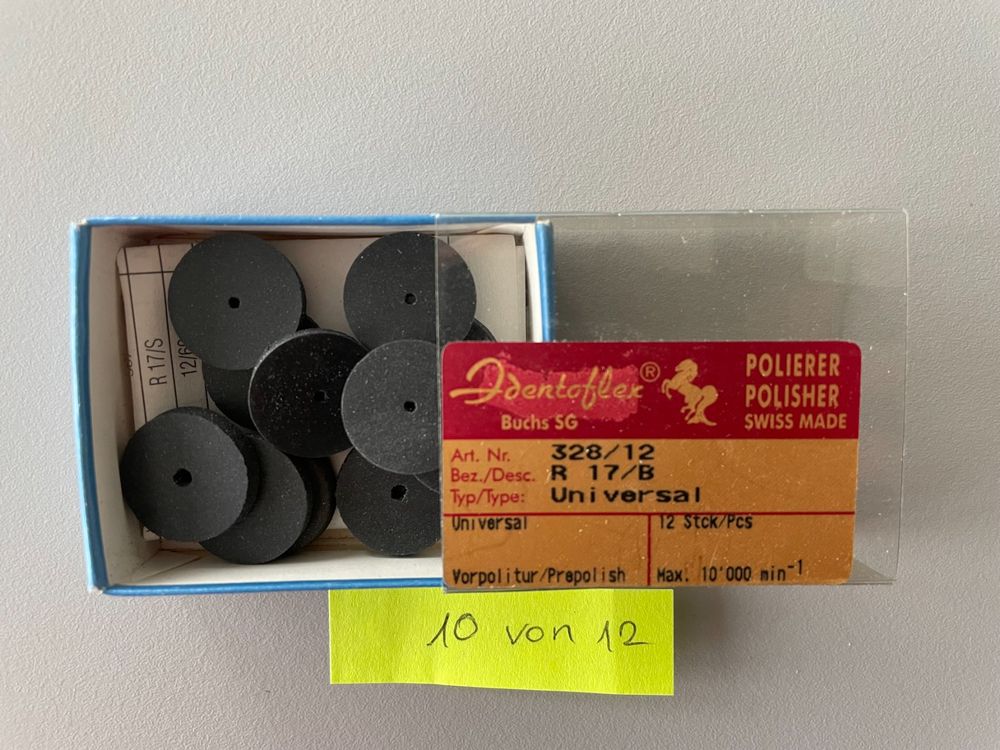 R 17/S
Identoflex®
Buchs SG
POLIERER
POLISHER
SWISS MADE
Art. Nr. 328/12
Bez./Desc. R 17/B
Typ/Type: Universal
Universal
12 Stck/Pcs
Vorpolitur/Prepolish
Max. 10'000 min⁻¹
10 von 12